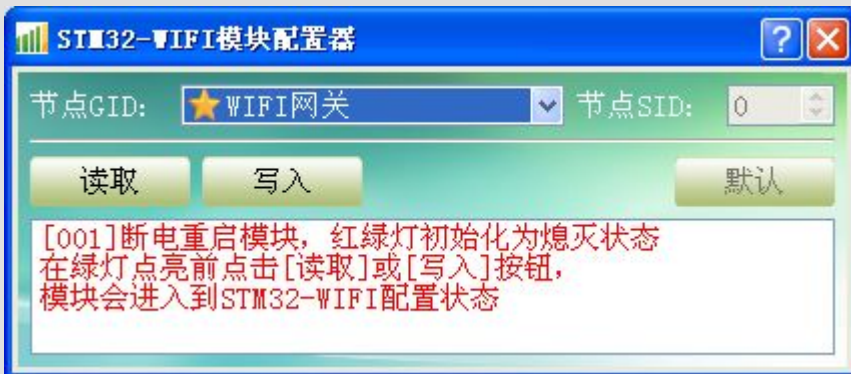 STM32-WIFI模块配置器
节点GID: WIFI网关 节点SID: 0
读取 写入 默认
[001]断电重启模块，红绿灯初始化为熄灭状态
在绿灯点亮前点击[读取]或[写入]按钮，
模块会进入到STM32-WIFI配置状态